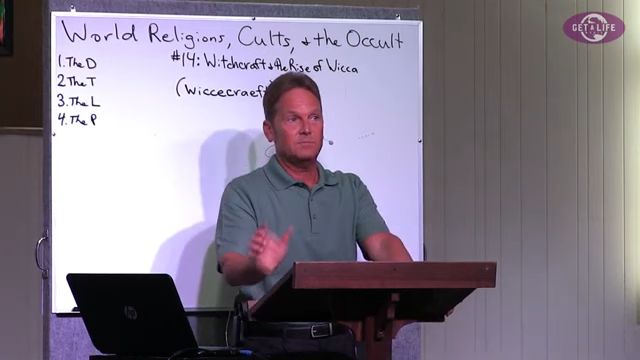 World Religions, Cults, & the Occult
#14: Witchcraft & the Rise of Wicca
1. The D
2. The T
3. The L
4. The P
GET A LIFE
hp